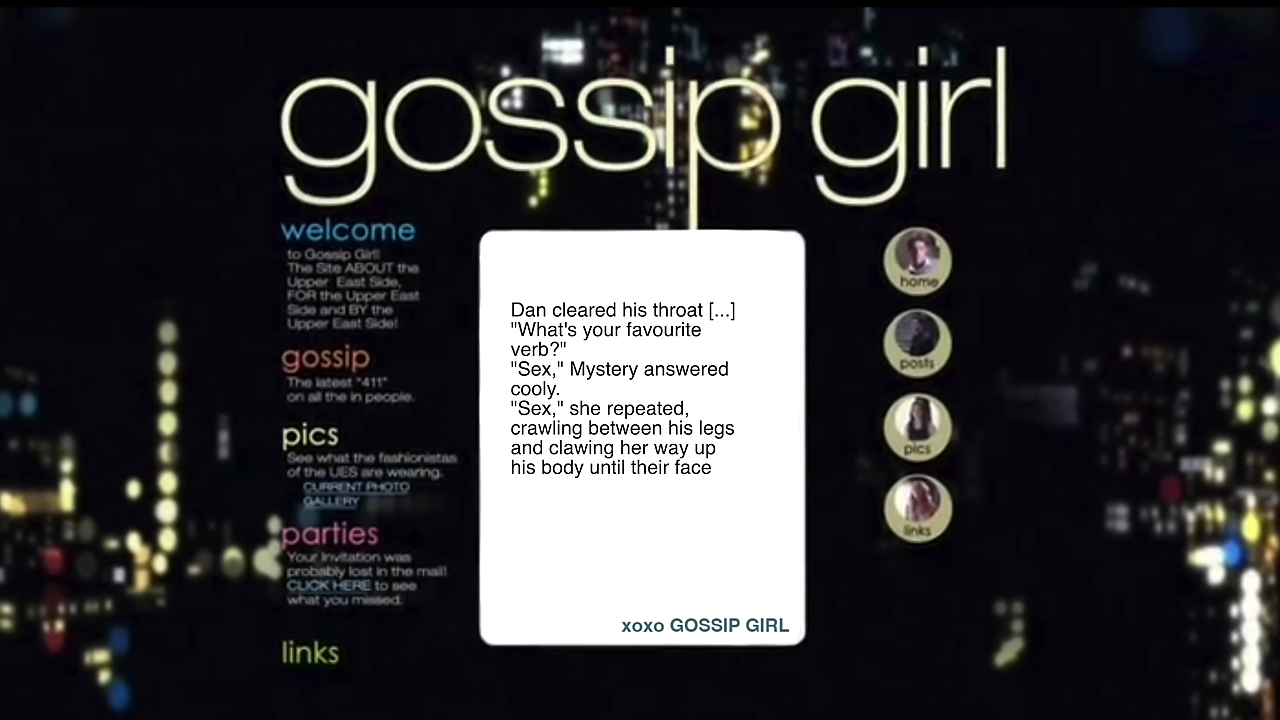 gossip girl
welcome
to Gossip Girl!
The Site ABOUT the
Upper East Side,
FOR the Upper East
Side and BY the
Upper East Side!
gossip
The latest "411"
on all the in people.
pics
See what the fashionistas
of the UES are wearing.
CURRENT PHOTO
GALLERY
parties
Your Invitation was
probably lost in the mail!
CLICK HERE to see
what you missed.
links
Dan cleared his throat [...]
"What's your favourite
verb?"
"Sex," Mystery answered
cooly.
"Sex," she repeated,
crawling between his legs
and clawing her way up
his body until their face
xoxo GOSSIP GIRL
home
posts
pics
links